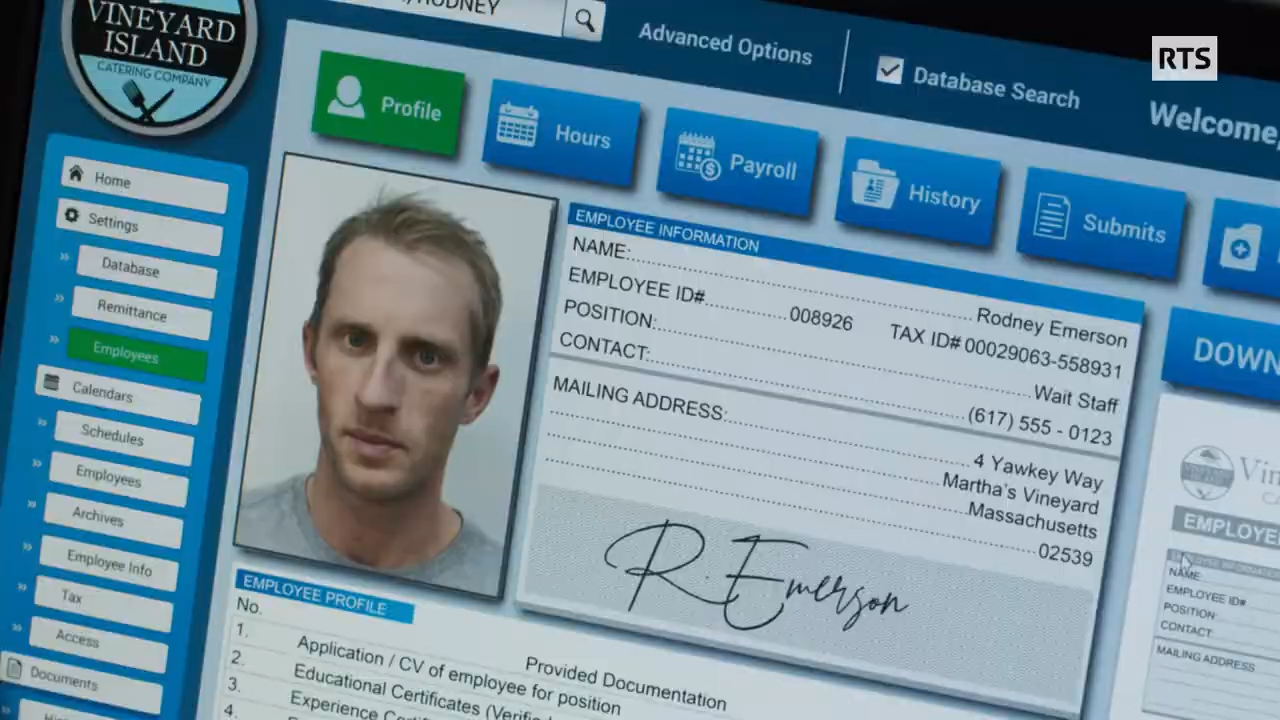 VINEYARD
ISLAND
CATERING COMPANY
RODNEY
Advanced Options
Database Search
Welcome,
RTS
Profile
Hours
Payroll
History
Submits
Home
Settings
Database
Remittance
Employees
Calendars
Schedules
Employees
Archives
Employee Info
Tax
Access
Documents
EMPLOYEE INFORMATION
NAME: Rodney Emerson
EMPLOYEE ID# 008926 TAX ID# 00029063-558931
POSITION: Wait Staff
CONTACT: (617) 555 - 0123
MAILING ADDRESS:
4 Yawkey Way
Martha's Vineyard
Massachusetts
02539
R. Emerson
EMPLOYEE PROFILE
No. Provided Documentation
1. Application / CV of employee for position
2. Educational Certificates
3. Experience
4.
DOWN
EMPLOYEE
NAME
EMPLOYEE ID#
POSITION
CONTACT
MAILING ADDRESS